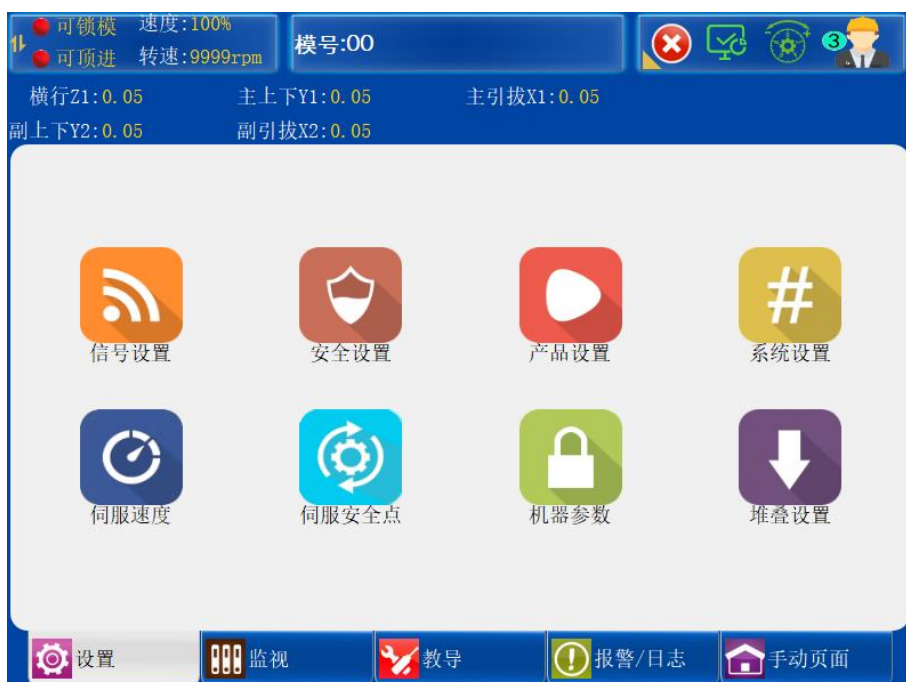 可锁模 速度:100%
可顶进 转速:9999rpm
模号:00
3
横行Z1:0.05 主上下Y1:0.05 主引拔X1:0.05
副上下Y2:0.05 副引拔X2:0.05
信号设置 安全设置 产品设置 系统设置
伺服速度 伺服安全点 机器参数 堆叠设置
设置 监视 教导 报警/日志 手动页面